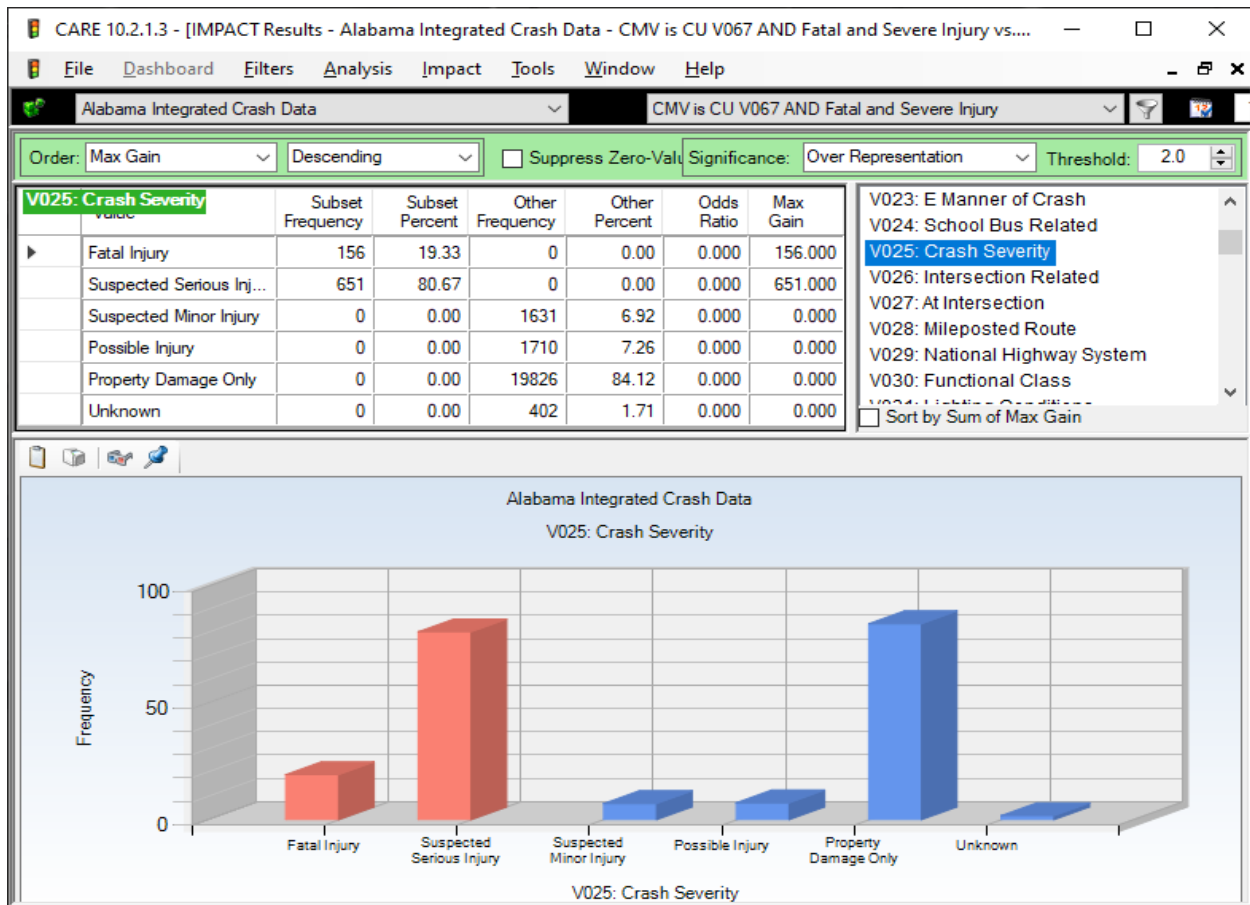 CARE 10.2.1.3 - [IMPACT Results - Alabama Integrated Crash Data - CMV is CU V067 AND Fatal and Severe Injury vs....
File Dashboard Filters Analysis Impact Tools Window Help
Alabama Integrated Crash Data CMV is CU V067 AND Fatal and Severe Injury
Order: Max Gain Descending Suppress Zero-Valu Significance: Over Representation Threshold: 2.0
V025: Crash Severity Subset Frequency Subset Percent Other Frequency Other Percent Odds Ratio Max Gain
Fatal Injury 156 19.33 0 0.00 0.000 156.000
Suspected Serious Inj... 651 80.67 0 0.00 0.000 651.000
Suspected Minor Injury 0 0.00 1631 6.92 0.000 0.000
Possible Injury 0 0.00 1710 7.26 0.000 0.000
Property Damage Only 0 0.00 19826 84.12 0.000 0.000
Unknown 0 0.00 402 1.71 0.000 0.000
V023: E Manner of Crash
V024: School Bus Related
V025: Crash Severity
V026: Intersection Related
V027: At Intersection
V028: Mileposted Route
V029: National Highway System
V030: Functional Class
Sort by Sum of Max Gain
Alabama Integrated Crash Data
V025: Crash Severity
100
50
0
Frequency
Fatal Injury
Suspected
Serious Injury
Suspected
Minor Injury
Possible Injury
Property
Damage Only
Unknown
V025: Crash Severity